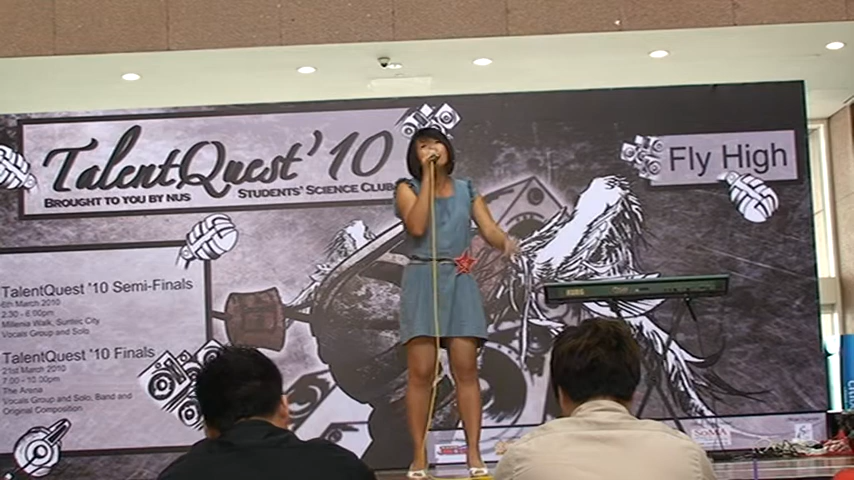 TalentQuest '10
Brought to you by NUS Students' Science Club
Fly High
TalentQuest '10 Semi-Finals
6th March 2010
2.30 - 6.00pm
Millenia Walk, Suntec City
Vocals Group and Solo
TalentQuest '10 Finals
21st March 2010
7.00 - 10.30pm
The Arena
Vocals Group and Solo, Band and
Original Composition
KORG
SoMA